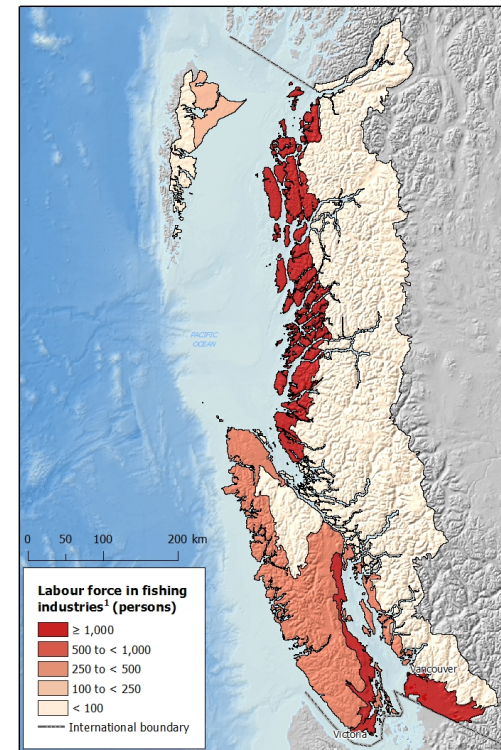 PACIFIC
OCEAN
0 50 100 200 km
Labour force in fishing
industries¹ (persons)
≥ 1,000
500 to < 1,000
250 to < 500
100 to < 250
< 100
International boundary
Vancouver
Victoria